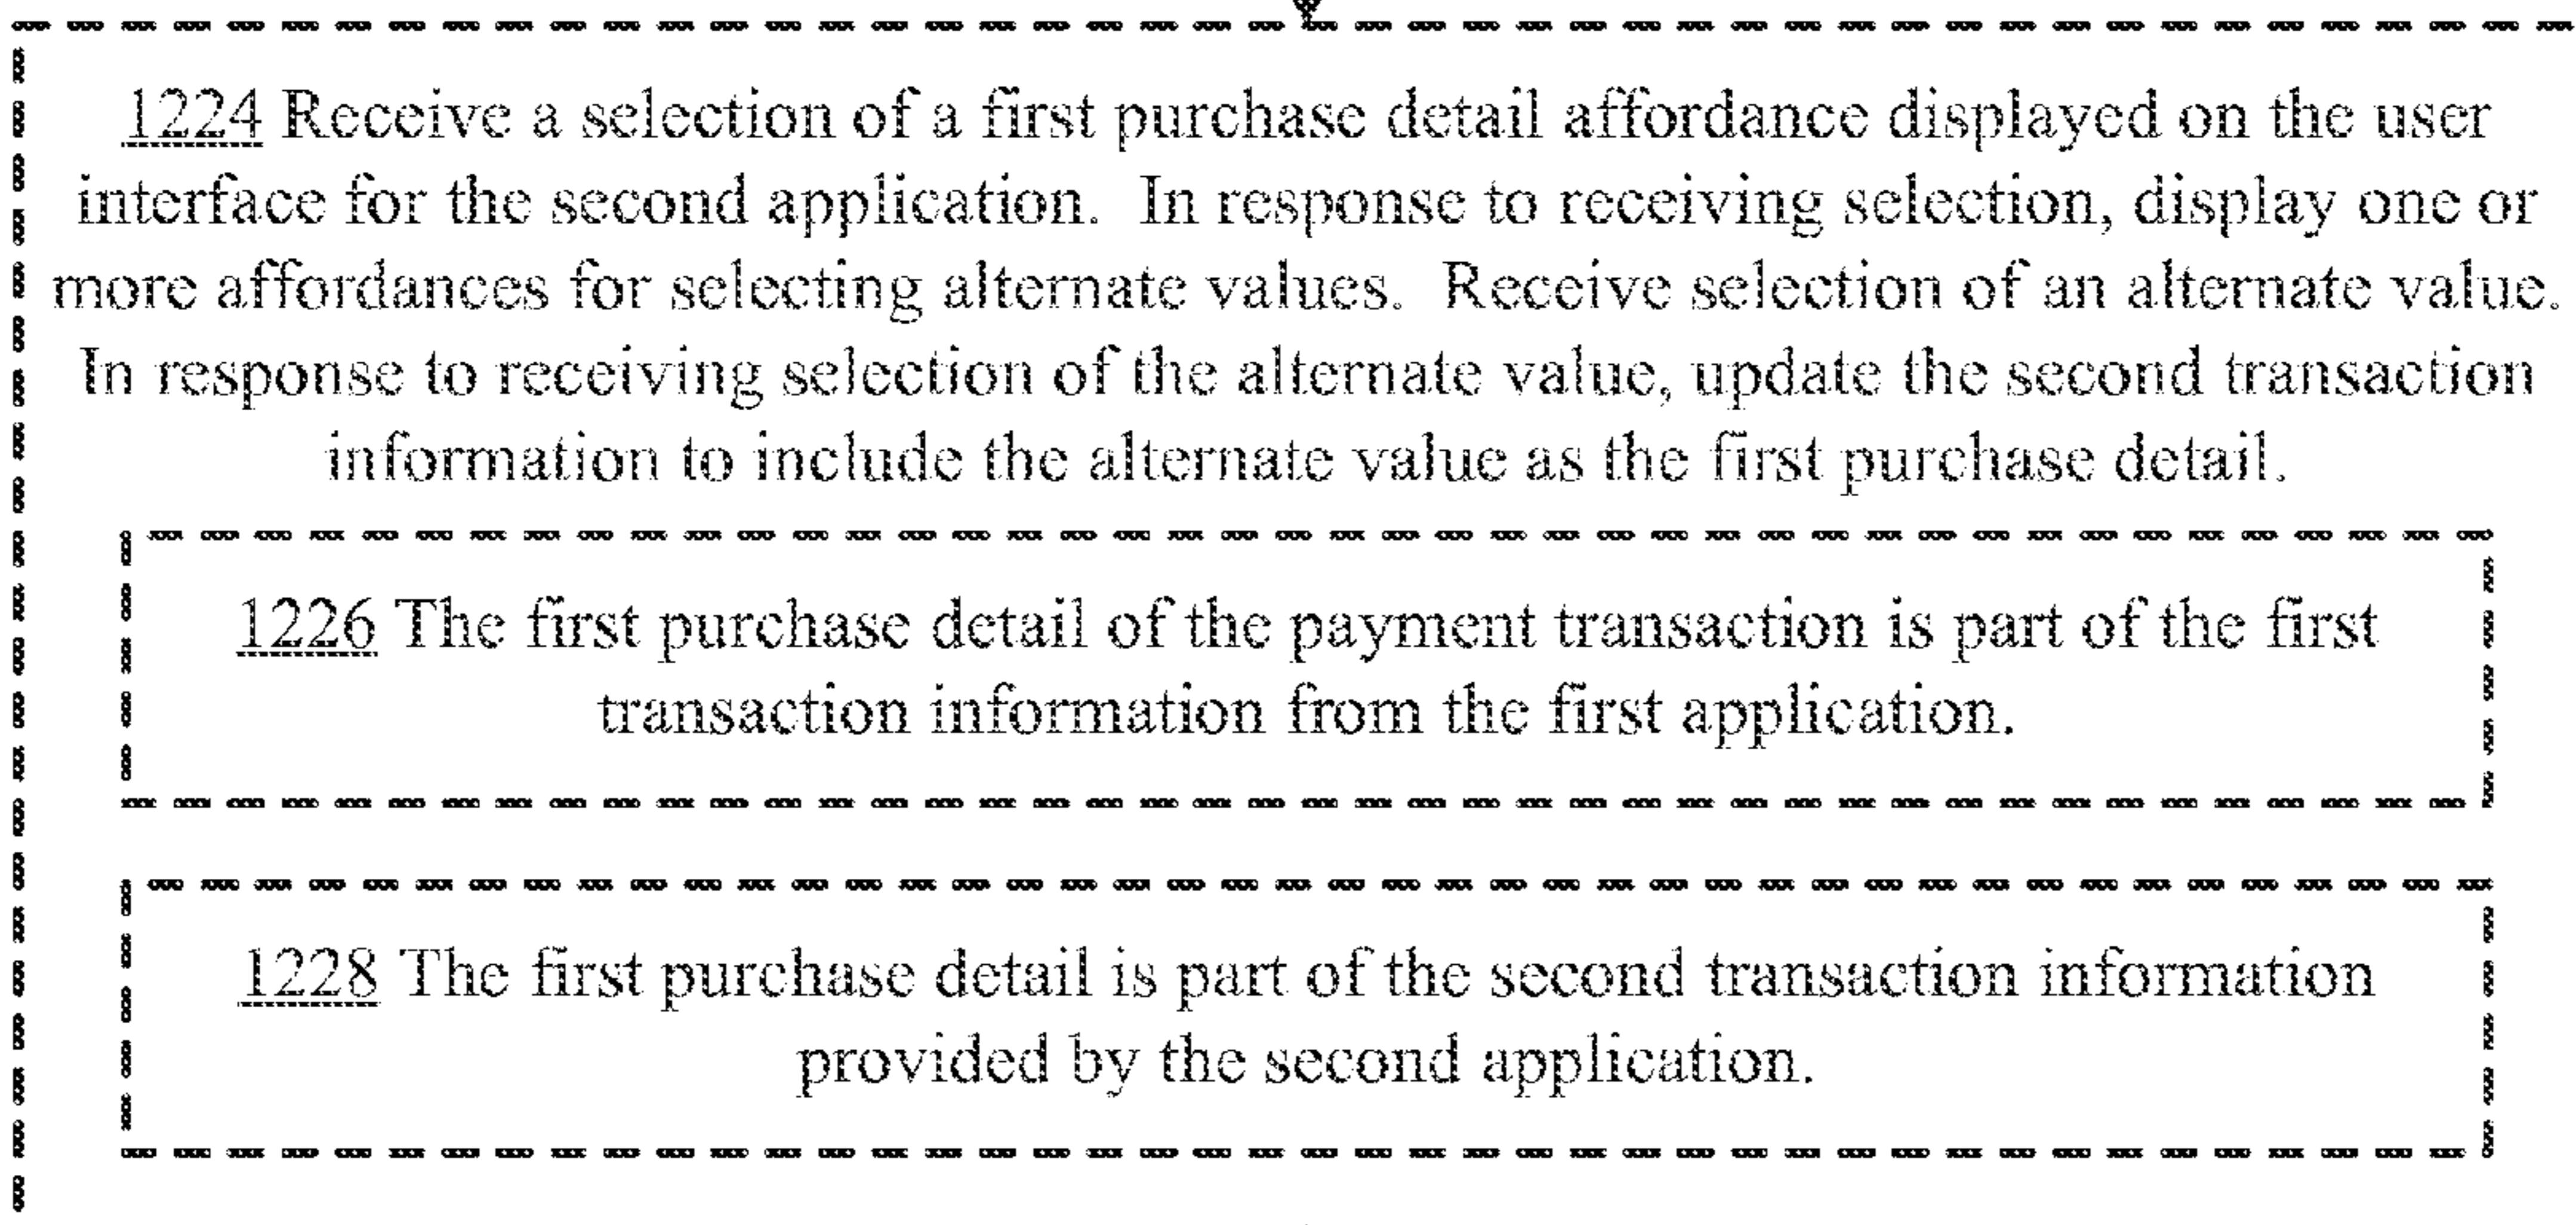 1224 Receive a selection of a first purchase detail affordance displayed on the user
interface for the second application.  In response to receiving selection, display one or
more affordances for selecting alternate values.  Receive selection of an alternate value.
In response to receiving selection of the alternate value, update the second transaction
information to include the alternate value as the first purchase detail.
1226 The first purchase detail of the payment transaction is part of the first
transaction information from the first application.
1228 The first purchase detail is part of the second transaction information
provided by the second application.